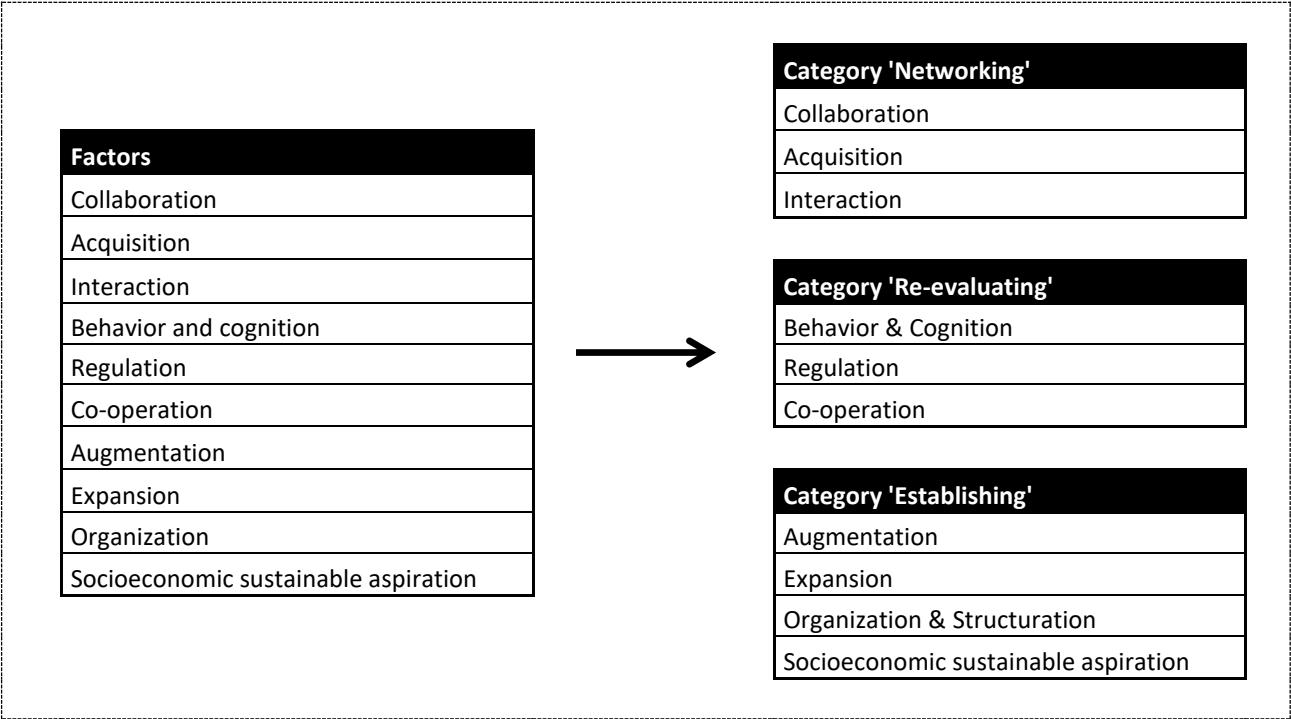 Factors
Collaboration
Acquisition
Interaction
Behavior and cognition
Regulation
Co-operation
Augmentation
Expansion
Organization
Socioeconomic sustainable aspiration
Category 'Networking'
Collaboration
Acquisition
Interaction
Category 'Re-evaluating'
Behavior & Cognition
Regulation
Co-operation
Category 'Establishing'
Augmentation
Expansion
Organization & Structuration
Socioeconomic sustainable aspiration